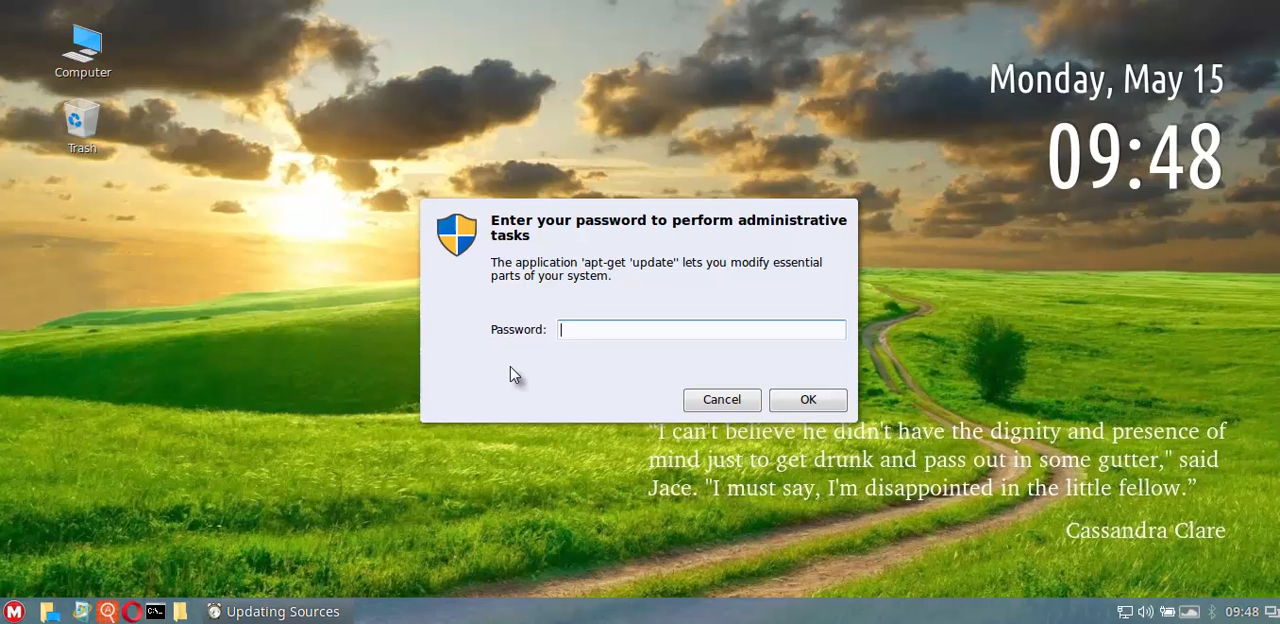 Computer
Trash
Monday, May 15
09:48
Enter your password to perform administrative
tasks
The application 'apt-get 'update'' lets you modify essential
parts of your system.
Password:
Cancel
OK
"I can't believe he didn't have the dignity and presence of
mind just to get drunk and pass out in some gutter," said
Jace. "I must say, I'm disappointed in the little fellow.”
Cassandra Clare
M
C:\_
Updating Sources
09:48